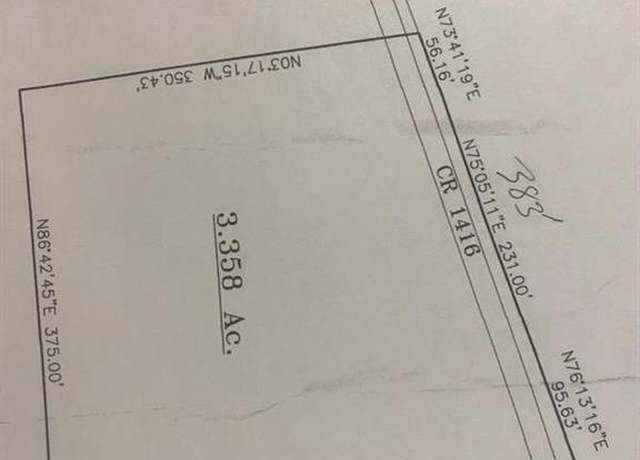 N03°17'15"W 350.43'
N73°41'19"E
56.16'
N75°05'11"E 231.00'
383'
CR 1416
3.358 Ac.
N86°42'45"E 375.00'
N76°13'16"E
95.63'